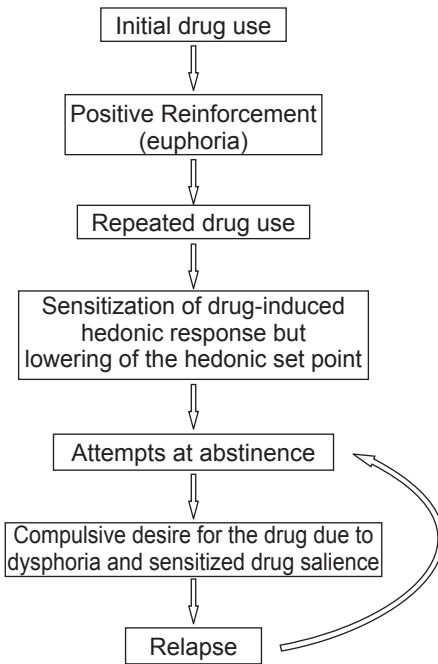 Initial drug use
Positive Reinforcement
(euphoria)
Repeated drug use
Sensitization of drug-induced
hedonic response but
lowering of the hedonic set point
Attempts at abstinence
Compulsive desire for the drug due to
dysphoria and sensitized drug salience
Relapse